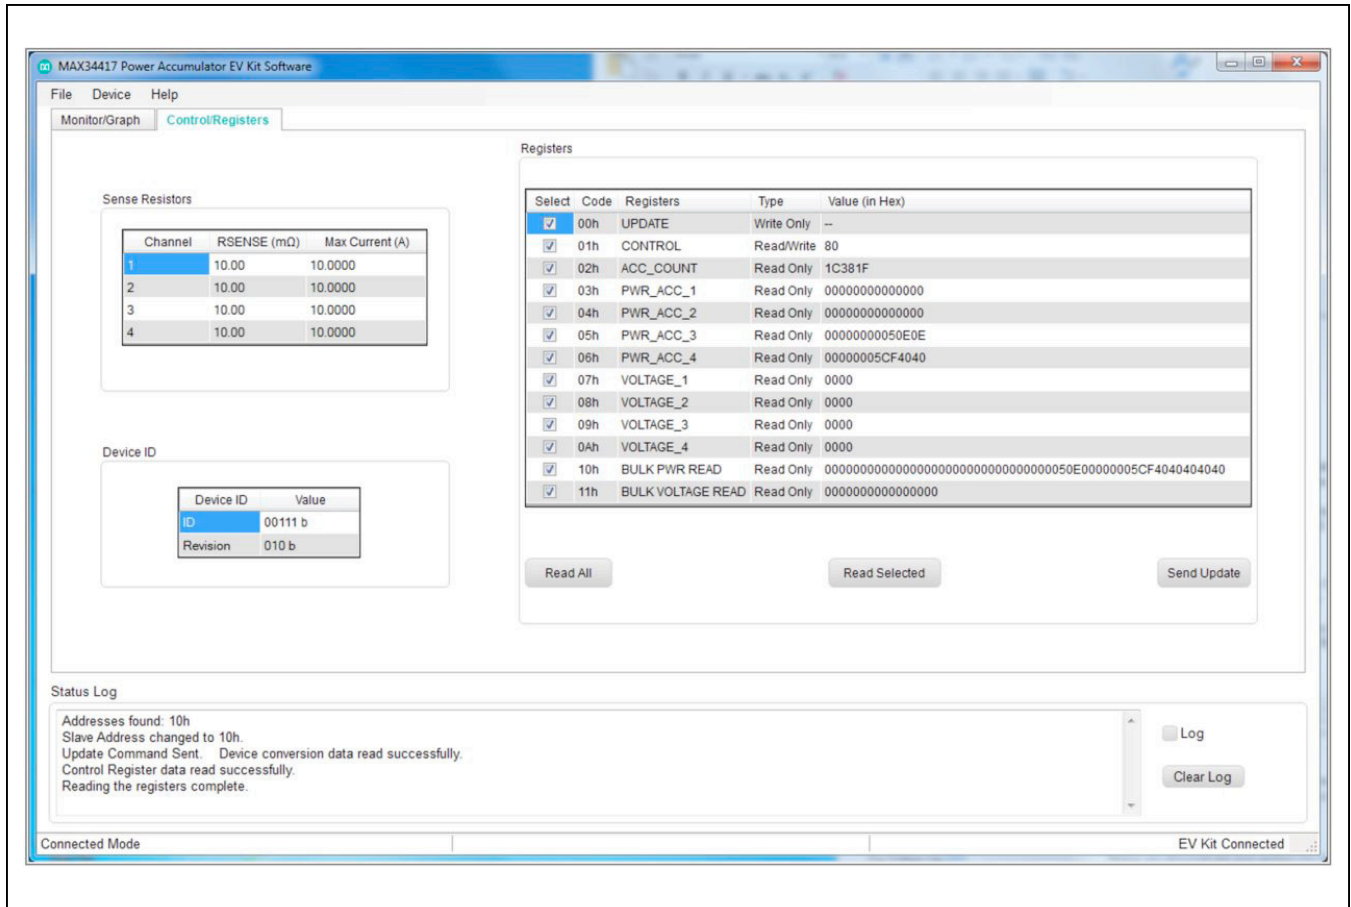 MAX34417 Power Accumulator EV Kit Software
File Device Help
Monitor/Graph Control/Registers
Sense Resistors
Channel RSENSE (mΩ) Max Current (A)
1 10.00 10.0000
2 10.00 10.0000
3 10.00 10.0000
4 10.00 10.0000
Device ID
Device ID Value
ID 00111 b
Revision 010 b
Registers
Select Code Registers Type Value (in Hex)
00h UPDATE Write Only --
01h CONTROL Read/Write 80
02h ACC_COUNT Read Only 1C381F
03h PWR_ACC_1 Read Only 00000000000000
04h PWR_ACC_2 Read Only 00000000000000
05h PWR_ACC_3 Read Only 00000000050E0E
06h PWR_ACC_4 Read Only 00000005CF4040
07h VOLTAGE_1 Read Only 0000
08h VOLTAGE_2 Read Only 0000
09h VOLTAGE_3 Read Only 0000
0Ah VOLTAGE_4 Read Only 0000
10h BULK PWR READ Read Only 00000000000000000000000000000000050E00000005CF4040404040
11h BULK VOLTAGE READ Read Only 0000000000000000
Read All Read Selected Send Update
Status Log
Addresses found: 10h
Slave Address changed to 10h.
Update Command Sent. Device conversion data read successfully.
Control Register data read successfully.
Reading the registers complete.
Log
Clear Log
Connected Mode EV Kit Connected